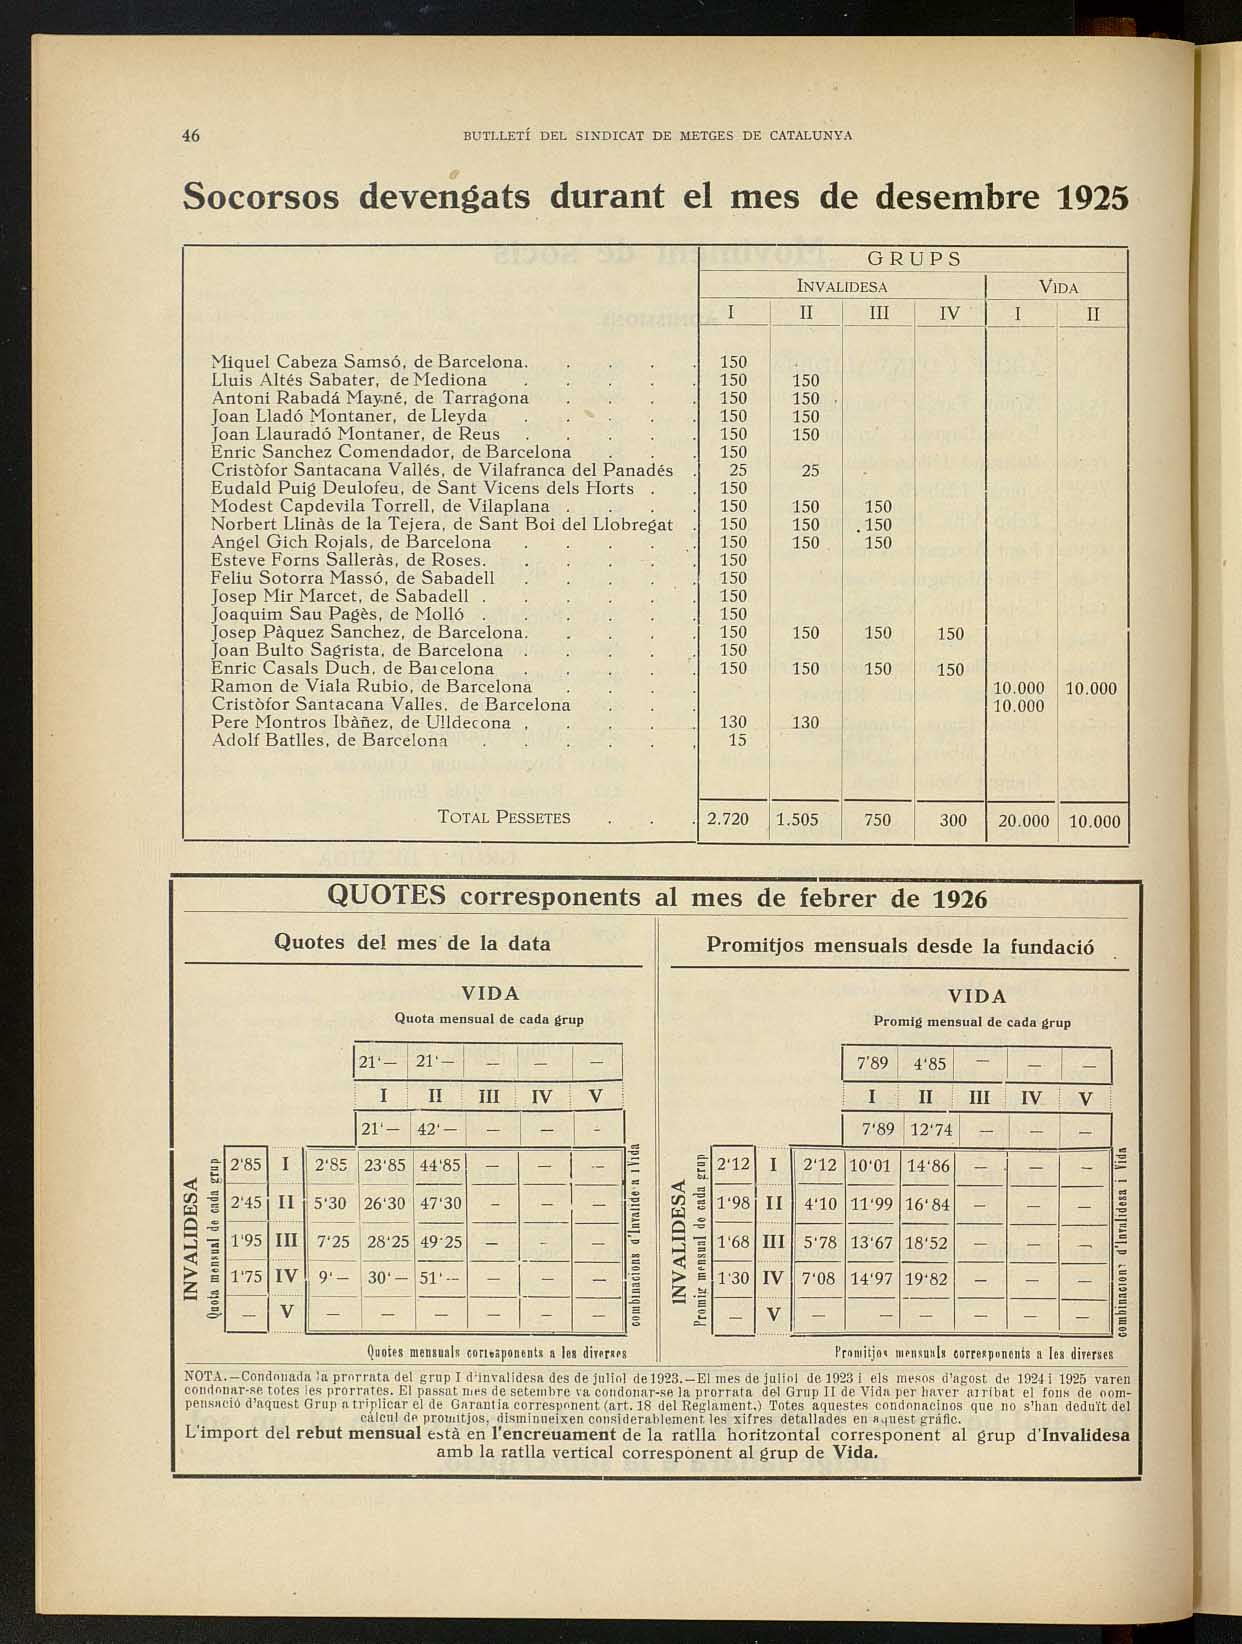 46
BUTLLETÍ DEL SINDICAT DE METGES DE CATALUNYA
Socorsos devengats durant el mes de desembre 1925
GRUPS
INVALIDESA VIDA
I II III IV I II
Miquel Cabeza Samsó, de Barcelona. . . . 150
Lluis Altés Sabater, de Mediona . . . . . 150 150
Antoni Rabadá Mayné, de Tarragona . . . . 150 150
Joan Lladó Montaner, de Lleyda . . . . . 150 150
Joan Llauradó Montaner, de Reus . . . . . 150 150
Enric Sanchez Comendador, de Barcelona . . . 150
Cristòfor Santacana Vallés, de Vilafranca del Panadés . 25 25
Eudald Puig Deulofeu, de Sant Vicens dels Horts . . 150
Modest Capdevila Torrell, de Vilaplana . . . . 150 150 150
Norbert Llinàs de la Tejera, de Sant Boi del Llobregat . 150 150 150
Angel Gich Rojals, de Barcelona . . . . . 150 150 150
Esteve Forns Salleràs, de Roses. . . . . 150
Feliu Sotorra Massó, de Sabadell . . . . 150
Josep Mir Marcet, de Sabadell . . . . . . 150
Joaquim Sau Pagès, de Molló . . . . . . 150
Josep Pàquez Sanchez, de Barcelona. . . . . 150 150 150 150
Joan Bulto Sagrista, de Barcelona . . . . . 150
Enric Casals Duch, de Barcelona . . . . . 150 150 150 150
Ramon de Viala Rubio, de Barcelona . . . . 10.000 10.000
Cristòfor Santacana Valles, de Barcelona . . . 10.000
Pere Montros Ibàñez, de Ulldecona . . . . . 130 130
Adolf Batlles, de Barcelona . . . . . . 15
TOTAL PESSETES . . . 2.720 1.505 750 300 20.000 10.000
QUOTES corresponents al mes de febrer de 1926
Quotes del mes de la data
VIDA
Quota mensual de cada grup
21'— 21'— — — —
I II III IV V
21'— 42'— — — -
INVALIDESA
Quota mensual de cada grup
2'85 I 2'85 23'85 44'85 — — —
2'45 II 5'30 26'30 47'30 — — —
1'95 III 7'25 28'25 49'25 — — —
1'75 IV 9'— 30'— 51'— — — —
— V — — — — — —
combinacions d'Invalidesa i Vida
Quotes mensuals corresponents a les diverses
Promitjos mensuals desde la fundació
VIDA
Promig mensual de cada grup
7'89 4'85 — — —
I II III IV V
7'89 12'74 — — —
INVALIDESA
Promig mensual de cada grup
2'12 I 2'12 10'01 14'86 — — —
1'98 II 4'10 11'99 16'84 — — —
1'68 III 5'78 13'67 18'52 — — —
1'30 IV 7'08 14'97 19'82 — — —
— V — — — — — —
combinacions d'Invalidesa i Vida
Promitjos mensuals corresponents a les diverses
NOTA.—Condonada la prorrata del grup I d'invalidesa des de juliol de 1923.—El mes de juliol de 1923 i els mesos d'agost de 1924 i 1925 varen
condonar-se totes les prorrates. El passat mes de setembre va condonar-se la prorrata del Grup II de Vida per haver arribat el fons de com-
pensació d'aquest Grup a triplicar el de Garantia corresponent (art. 18 del Reglament.) Totes aquestes condonacinos que no s'han deduït del
càlcul de promitjos, disminueixen considerablement les xifres detallades en aquest gràfic.
L'import del rebut mensual està en l'encreuament de la ratlla horitzontal corresponent al grup d'Invalidesa
amb la ratlla vertical corresponent al grup de Vida.